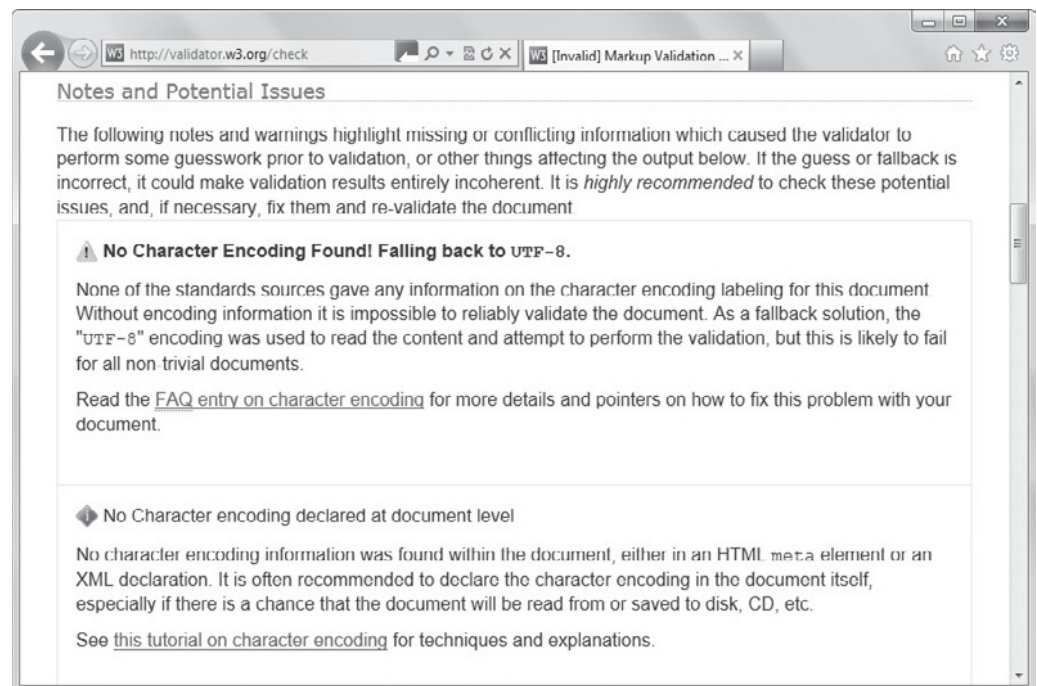 http://validator.w3.org/check
W3 [Invalid] Markup Validation ...
Notes and Potential Issues
The following notes and warnings highlight missing or conflicting information which caused the validator to
perform some guesswork prior to validation, or other things affecting the output below. If the guess or fallback is
incorrect, it could make validation results entirely incoherent. It is highly recommended to check these potential
issues, and, if necessary, fix them and re-validate the document.
No Character Encoding Found! Falling back to UTF-8.
None of the standards sources gave any information on the character encoding labeling for this document.
Without encoding information it is impossible to reliably validate the document. As a fallback solution, the
"UTF-8" encoding was used to read the content and attempt to perform the validation, but this is likely to fail
for all non-trivial documents.
Read the FAQ entry on character encoding for more details and pointers on how to fix this problem with your
document.
No Character encoding declared at document level
No character encoding information was found within the document, either in an HTML meta element or an
XML declaration. It is often recommended to declare the character encoding in the document itself,
especially if there is a chance that the document will be read from or saved to disk, CD, etc.
See this tutorial on character encoding for techniques and explanations.